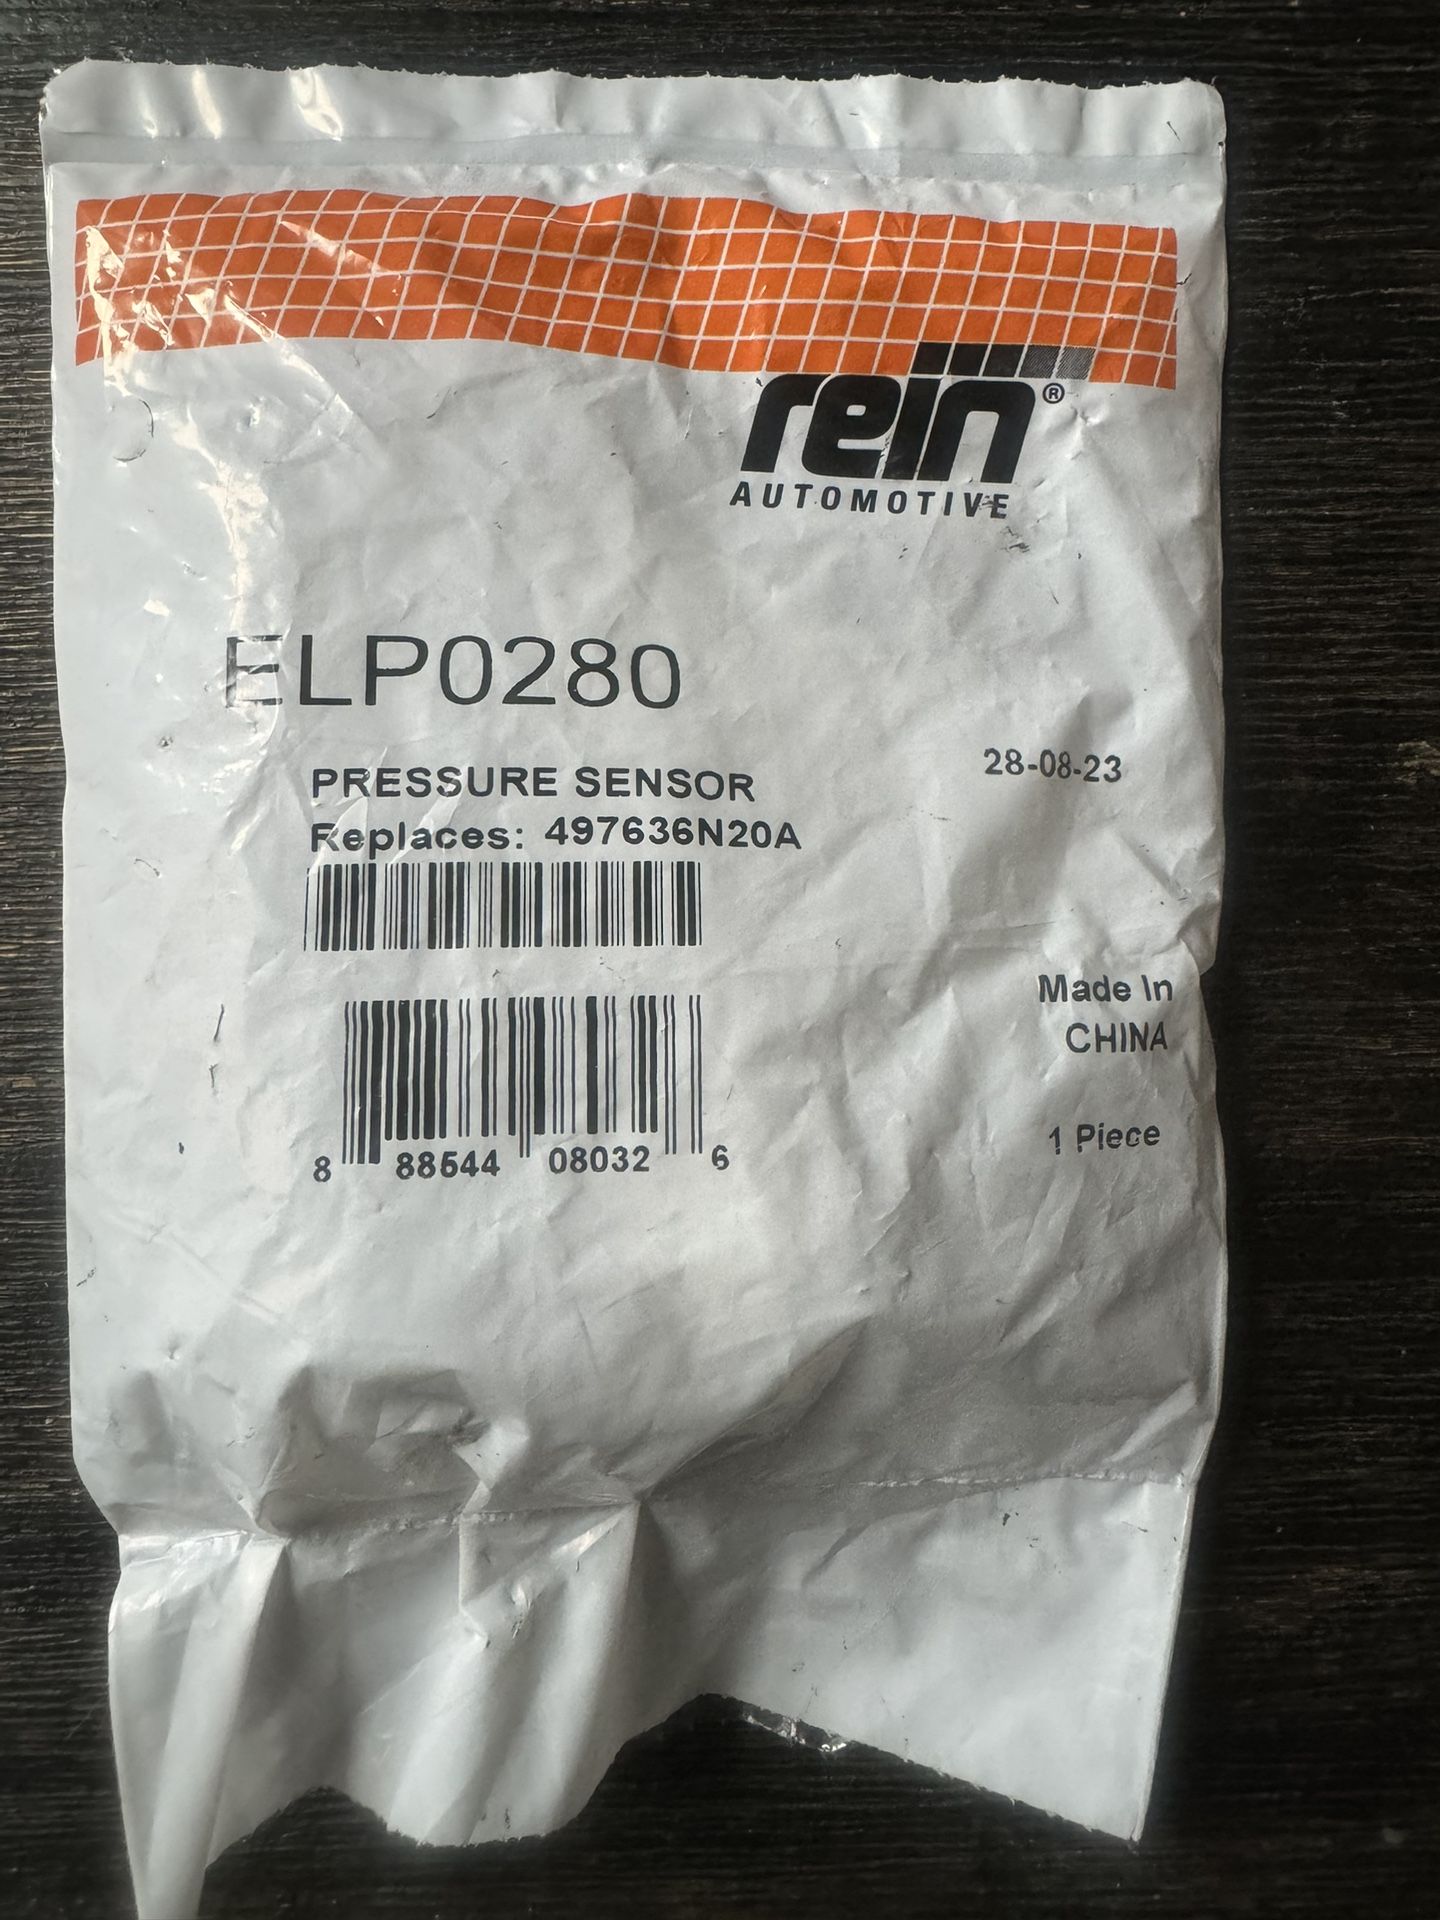 rein®
AUTOMOTIVE
ELP0280
PRESSURE SENSOR
28-08-23
Replaces: 497636N20A
Made In
CHINA
1 Piece
8 88544 08032 6